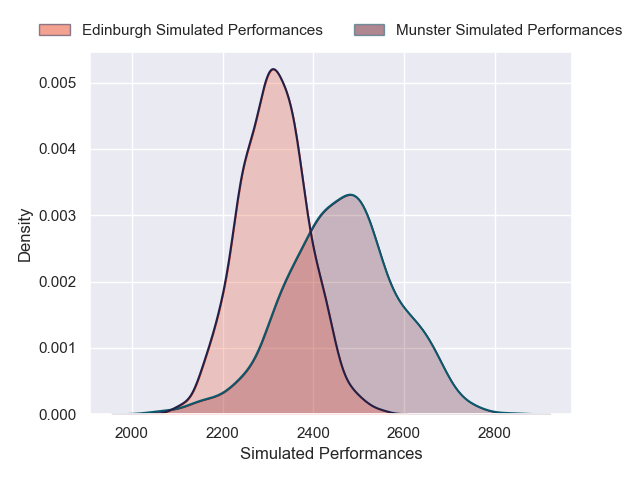 Edinburgh Simulated Performances Munster Simulated Performances
0.005
0.004
0.003
0.002
0.001
0.000
Density
2000 2200 2400 2600 2800
Simulated Performances